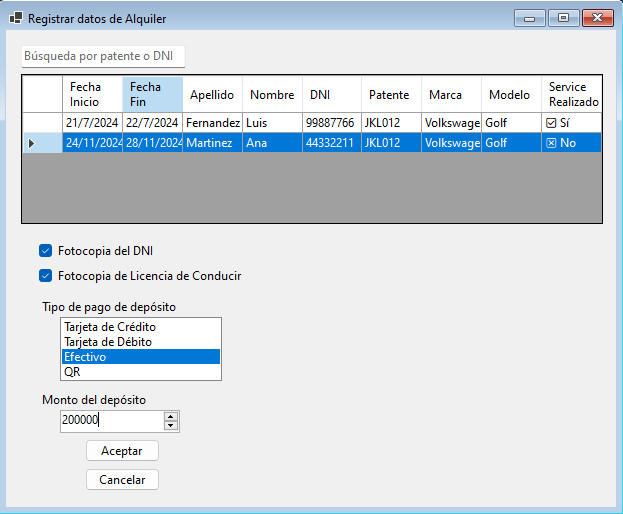 Registrar datos de Alquiler
Búsqueda por patente o DNI
Fecha Inicio Fecha Fin Apellido Nombre DNI Patente Marca Modelo Service Realizado
21/7/2024 22/7/2024 Fernandez Luis 99887766 JKL012 Volkswage Golf Sí
24/11/2024 28/11/2024 Martinez Ana 44332211 JKL012 Volkswage Golf No
Fotocopia del DNI
Fotocopia de Licencia de Conducir
Tipo de pago de depósito
Tarjeta de Crédito
Tarjeta de Débito
Efectivo
QR
Monto del depósito
200000
Aceptar
Cancelar